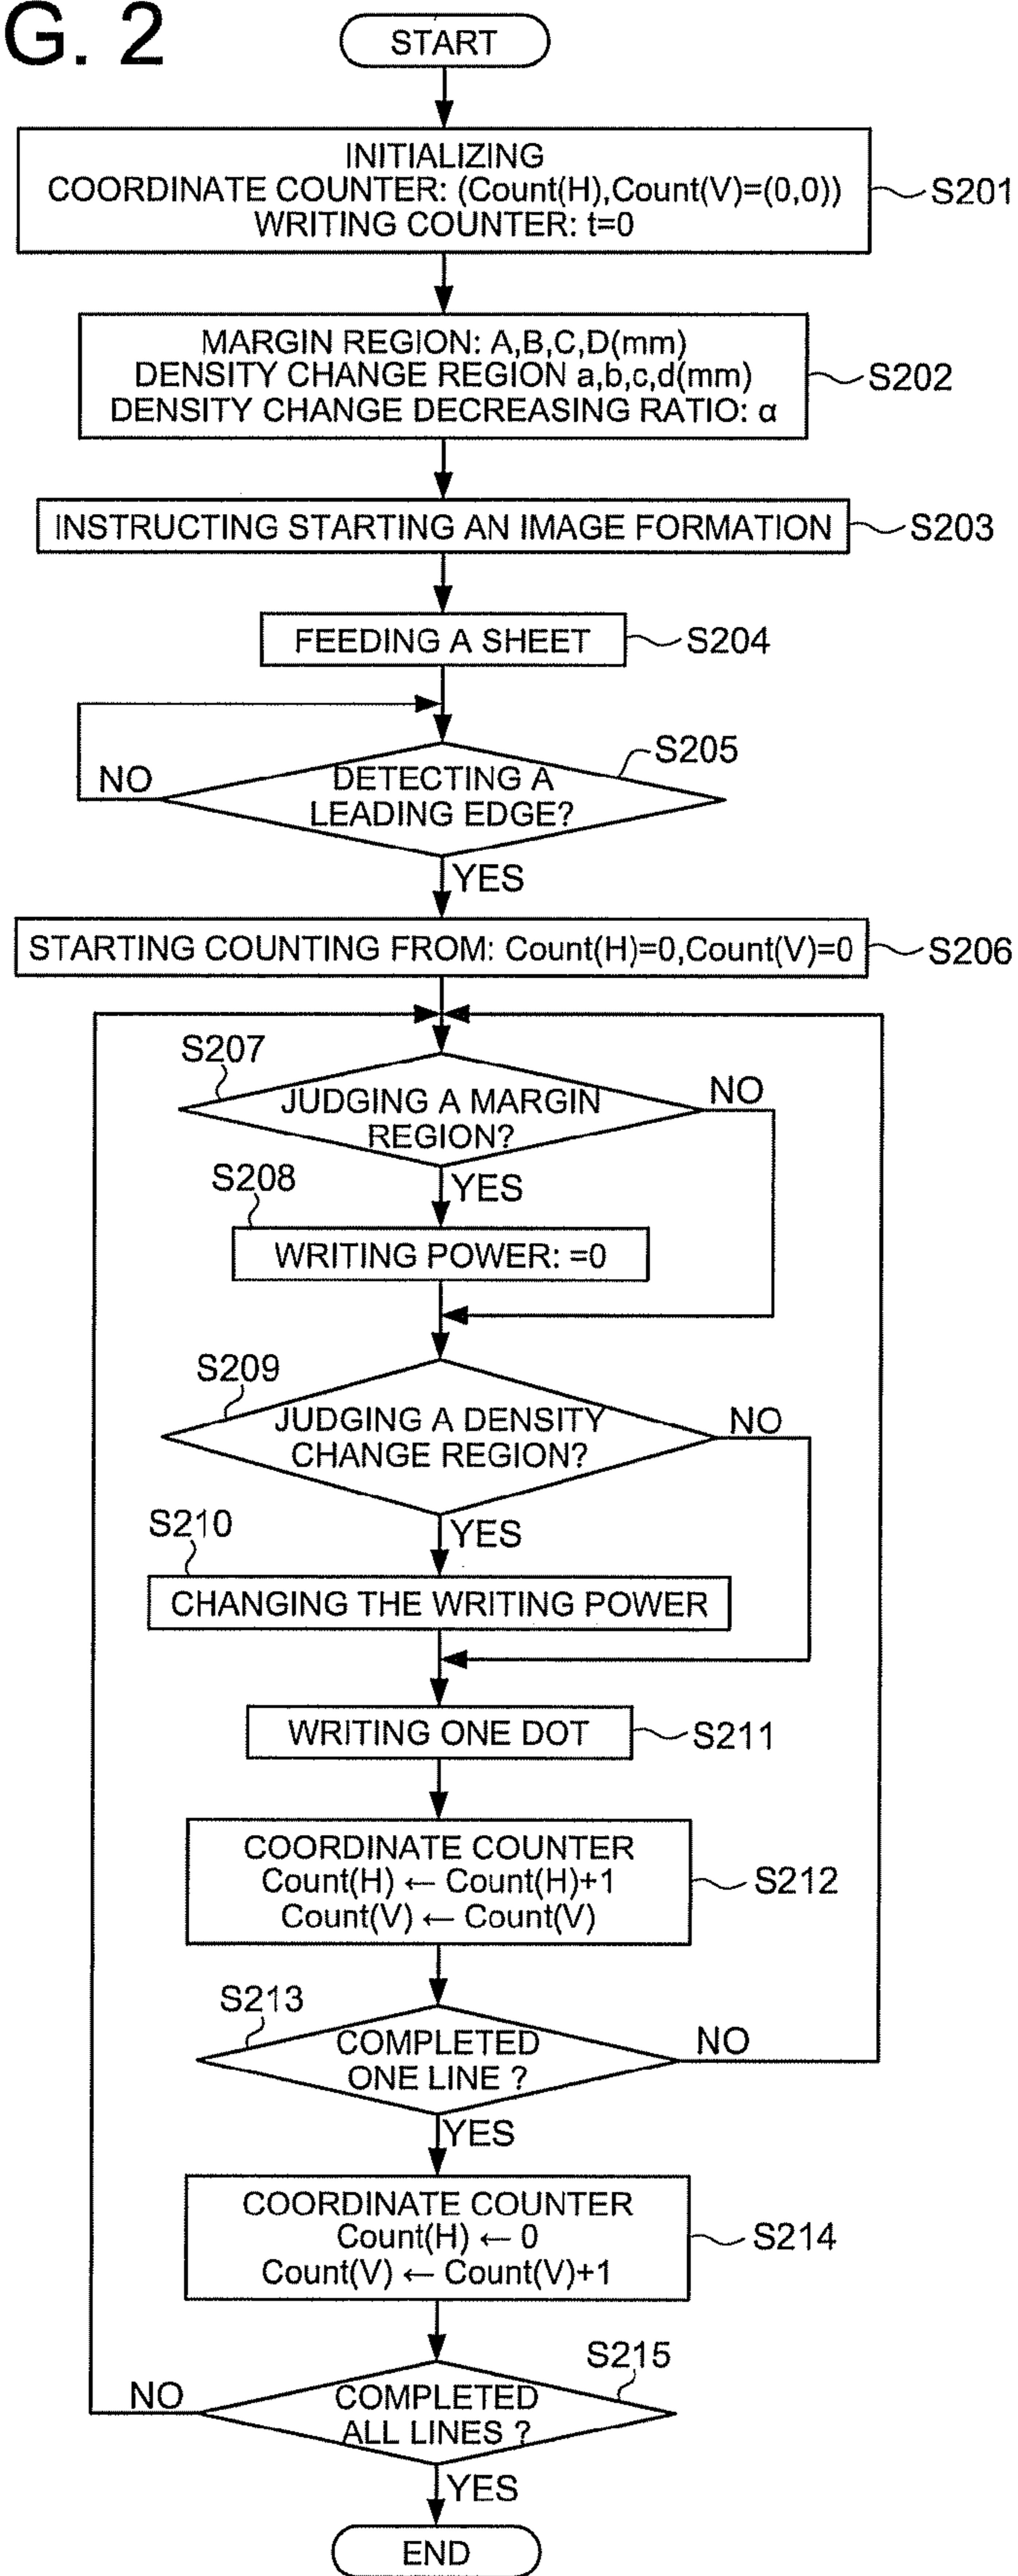 G. 2
START
INITIALIZING
COORDINATE COUNTER: (Count(H),Count(V)=(0,0))
WRITING COUNTER: t=0
S201
MARGIN REGION: A,B,C,D(mm)
DENSITY CHANGE REGION a,b,c,d(mm)
DENSITY CHANGE DECREASING RATIO: α
S202
INSTRUCTING STARTING AN IMAGE FORMATION
S203
FEEDING A SHEET
S204
S205
DETECTING A
LEADING EDGE?
NO
YES
STARTING COUNTING FROM: Count(H)=0,Count(V)=0
S206
S207
JUDGING A MARGIN
REGION?
NO
YES
S208
WRITING POWER: =0
S209
JUDGING A DENSITY
CHANGE REGION?
NO
YES
S210
CHANGING THE WRITING POWER
WRITING ONE DOT
S211
COORDINATE COUNTER
Count(H) ← Count(H)+1
Count(V) ← Count(V)
S212
S213
COMPLETED
ONE LINE ?
NO
YES
COORDINATE COUNTER
Count(H) ← 0
Count(V) ← Count(V)+1
S214
S215
COMPLETED
ALL LINES ?
NO
YES
END